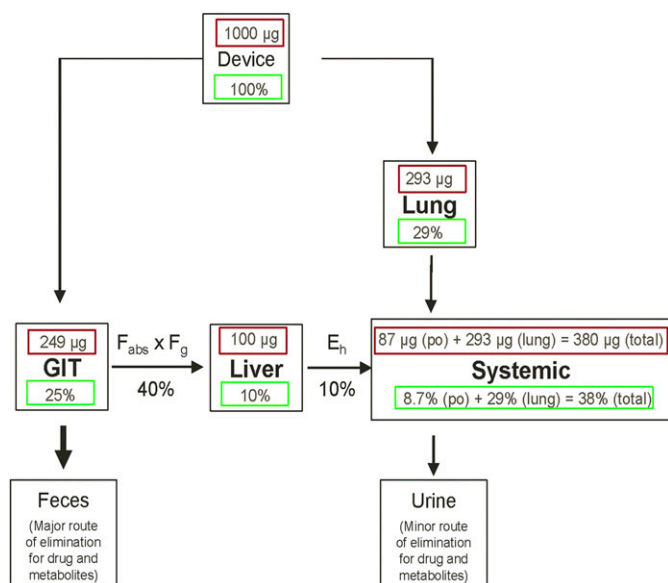 1000 µg
Device
100%
293 µg
Lung
29%
249 µg
GIT
25%
Fabs x Fg
40%
100 µg
Liver
10%
Eh
10%
87 µg (po) + 293 µg (lung) = 380 µg (total)
Systemic
8.7% (po) + 29% (lung) = 38% (total)
Feces
(Major route
of elimination
for drug and
metabolites)
Urine
(Minor route
of elimination
for drug and
metabolites)